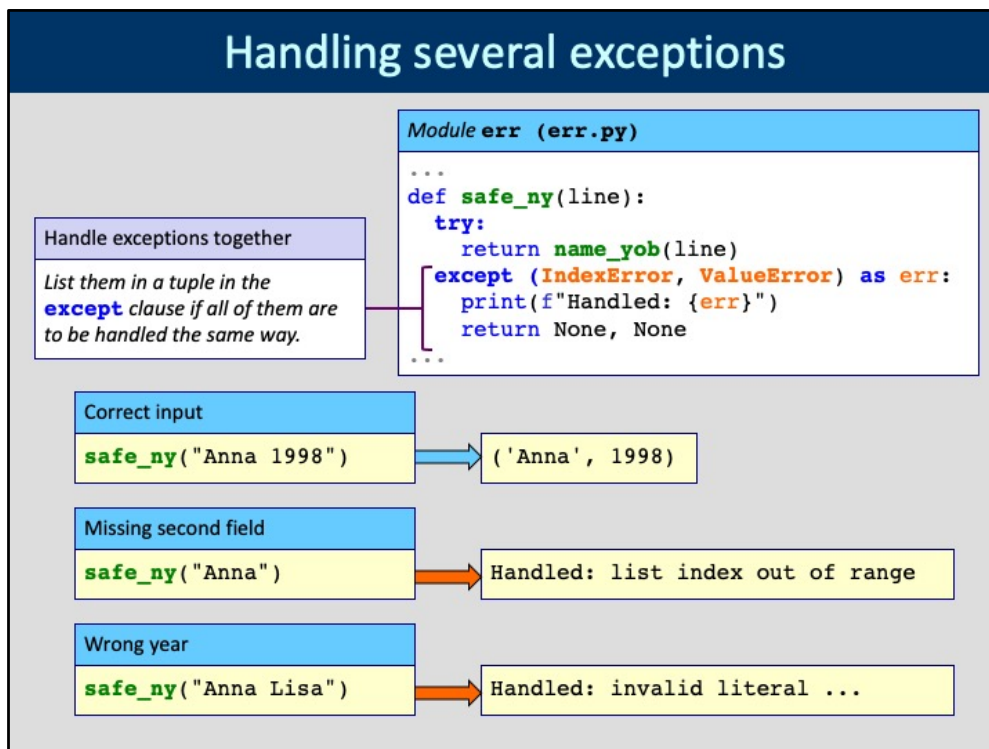 Handling several exceptions
Module err (err.py)
...
def safe_ny(line):
try:
return name_yob(line)
except (IndexError, ValueError) as err:
print(f"Handled: {err}")
return None, None
...
Handle exceptions together
List them in a tuple in the
except clause if all of them are
to be handled the same way.
Correct input
safe_ny("Anna 1998")
('Anna', 1998)
Missing second field
safe_ny("Anna")
Handled: list index out of range
Wrong year
safe_ny("Anna Lisa")
Handled: invalid literal ...